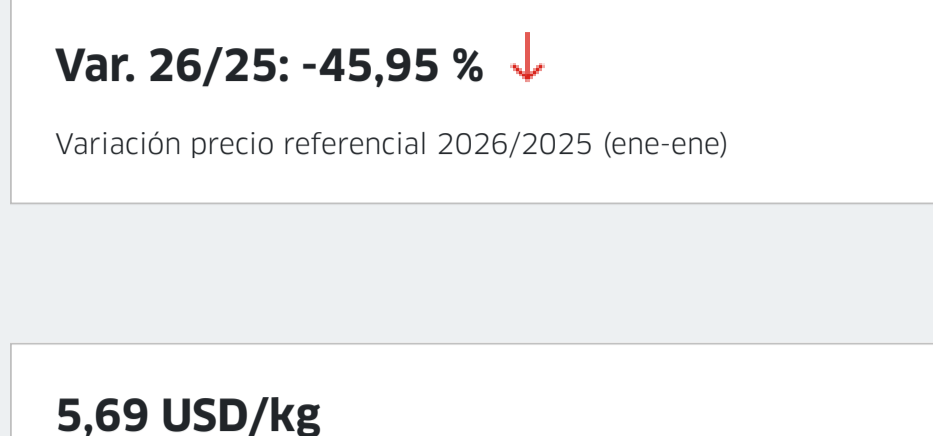 Var. 26/25: -45,95 %
Variación precio referencial 2026/2025 (ene-ene)
5,69 USD/kg